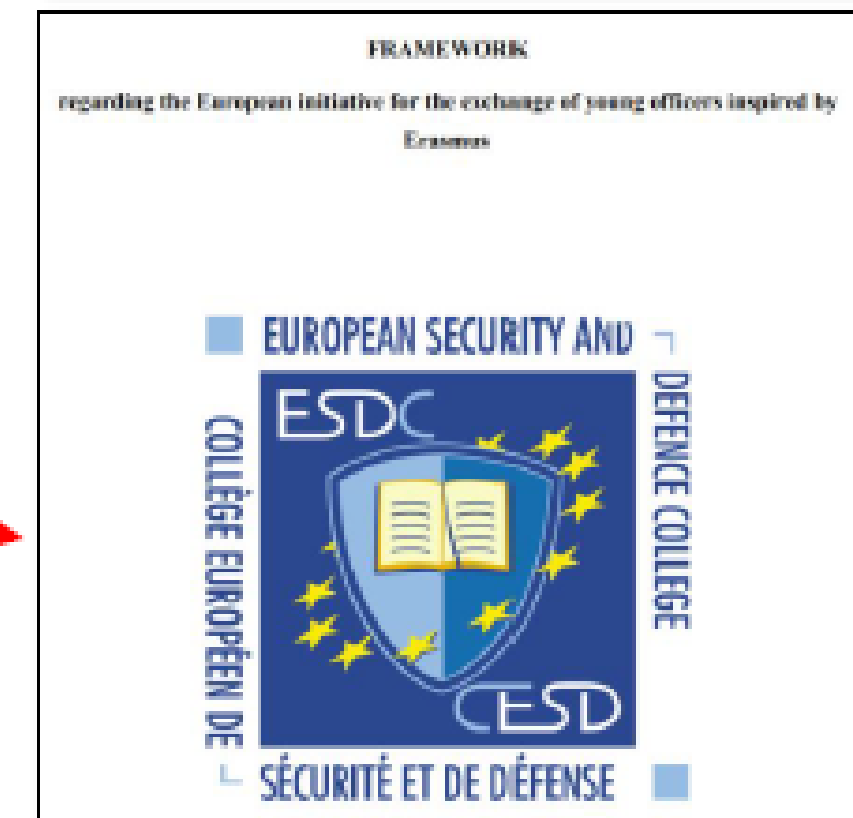 FRAMEWORK
regarding the European initiative for the exchange of young officers inspired by
Erasmus
EUROPEAN SECURITY AND
DEFENCE COLLEGE
ESDC
COLLÈGE EUROPÉEN DE
CESD
SÉCURITÉ ET DE DÉFENSE